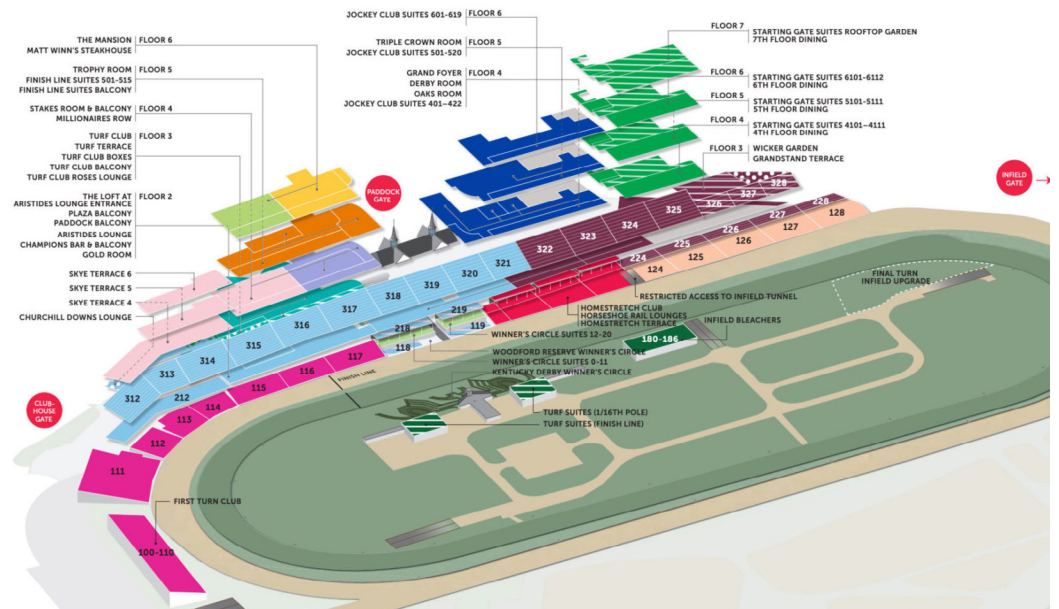 THE MANSION
MATT WINN'S STEAKHOUSE
FLOOR 6
TROPHY ROOM
FINISH LINE SUITES 501-515
FINISH LINE SUITES BALCONY
FLOOR 5
STAKES ROOM & BALCONY
MILLIONAIRES ROW
FLOOR 4
TURF CLUB
TURF TERRACE
TURF CLUB BOXES
TURF CLUB BALCONY
TURF CLUB ROSES LOUNGE
FLOOR 3
THE LOFT AT
ARISTIDES LOUNGE ENTRANCE
PLAZA BALCONY
PADDOCK BALCONY
ARISTIDES LOUNGE
CHAMPIONS BAR & BALCONY
GOLD ROOM
FLOOR 2
SKYE TERRACE 6
SKYE TERRACE 5
SKYE TERRACE 4
CHURCHILL DOWNS LOUNGE
JOCKEY CLUB SUITES 601-619
FLOOR 6
TRIPLE CROWN ROOM
JOCKEY CLUB SUITES 501-520
FLOOR 5
GRAND FOYER
DERBY ROOM
OAKS ROOM
JOCKEY CLUB SUITES 401–422
FLOOR 4
FLOOR 7
STARTING GATE SUITES ROOFTOP GARDEN
7TH FLOOR DINING
FLOOR 6
STARTING GATE SUITES 6101-6112
6TH FLOOR DINING
FLOOR 5
STARTING GATE SUITES 5101-5111
5TH FLOOR DINING
FLOOR 4
STARTING GATE SUITES 4101–4111
4TH FLOOR DINING
FLOOR 3
WICKER GARDEN
GRANDSTAND TERRACE
PADDOCK
GATE
INFIELD
GATE
CLUB-
HOUSE
GATE
312
313
314
315
316
317
318
319
320
321
322
323
324
325
326
327
328
212
218
219
224
225
226
227
228
111
112
113
114
115
116
117
118
119
124
125
126
127
128
FINISH LINE
RESTRICTED ACCESS TO INFIELD TUNNEL
HOMESTRETCH CLUB
HORSESHOE RAIL LOUNGES
HOMESTRETCH TERRACE
WINNER'S CIRCLE SUITES 12-20
WOODFORD RESERVE WINNER'S CIRCLE
WINNER'S CIRCLE SUITES 0-11
KENTUCKY DERBY WINNER'S CIRCLE
INFIELD BLEACHERS
180-186
FINAL TURN
INFIELD UPGRADE
TURF SUITES (1/16TH POLE)
TURF SUITES (FINISH LINE)
FIRST TURN CLUB
100-110